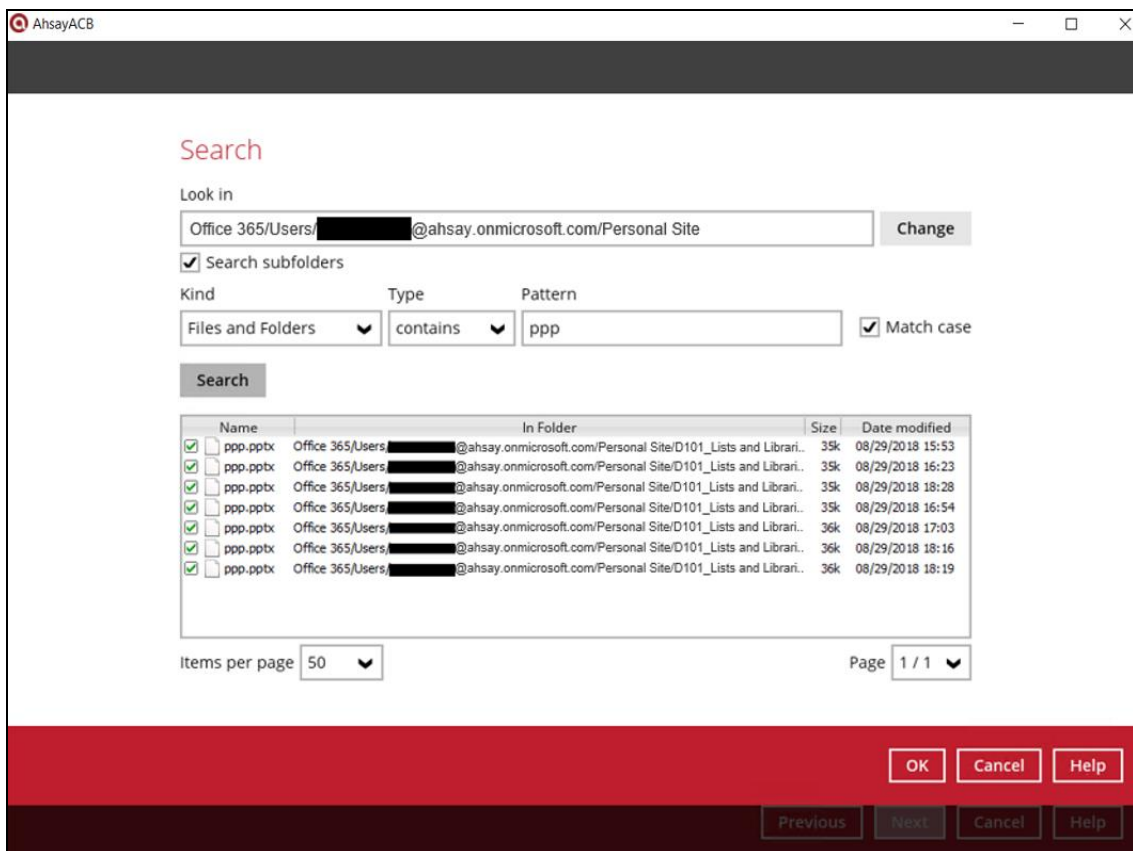 AhsayACB
Search
Look in
Office 365/Users/ @ahsay.onmicrosoft.com/Personal Site Change
Search subfolders
Kind Type Pattern
Files and Folders contains ppp Match case
Search
Name In Folder Size Date modified
ppp.pptx Office 365/Users/ @ahsay.onmicrosoft.com/Personal Site/D101_Lists and Librari.. 35k 08/29/2018 15:53
ppp.pptx Office 365/Users/ @ahsay.onmicrosoft.com/Personal Site/D101_Lists and Librari.. 35k 08/29/2018 16:23
ppp.pptx Office 365/Users/ @ahsay.onmicrosoft.com/Personal Site/D101_Lists and Librari.. 35k 08/29/2018 18:28
ppp.pptx Office 365/Users/ @ahsay.onmicrosoft.com/Personal Site/D101_Lists and Librari.. 35k 08/29/2018 16:54
ppp.pptx Office 365/Users/ @ahsay.onmicrosoft.com/Personal Site/D101_Lists and Librari.. 36k 08/29/2018 17:03
ppp.pptx Office 365/Users/ @ahsay.onmicrosoft.com/Personal Site/D101_Lists and Librari.. 36k 08/29/2018 18:16
ppp.pptx Office 365/Users/ @ahsay.onmicrosoft.com/Personal Site/D101_Lists and Librari.. 36k 08/29/2018 18:19
Items per page 50 Page 1 / 1
OK Cancel Help
Previous Next Cancel Help